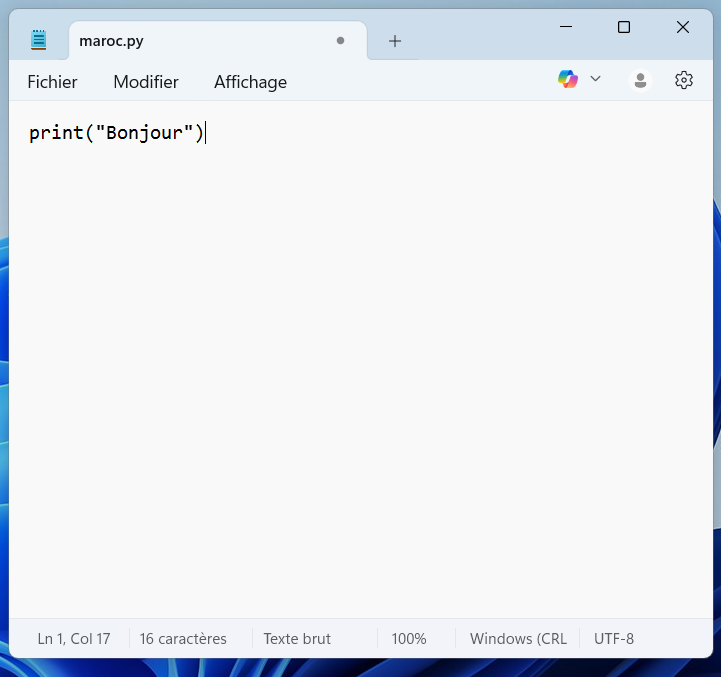 maroc.py
Fichier Modifier Affichage
print("Bonjour")
Ln 1, Col 17 16 caractères Texte brut 100% Windows (CRL UTF-8